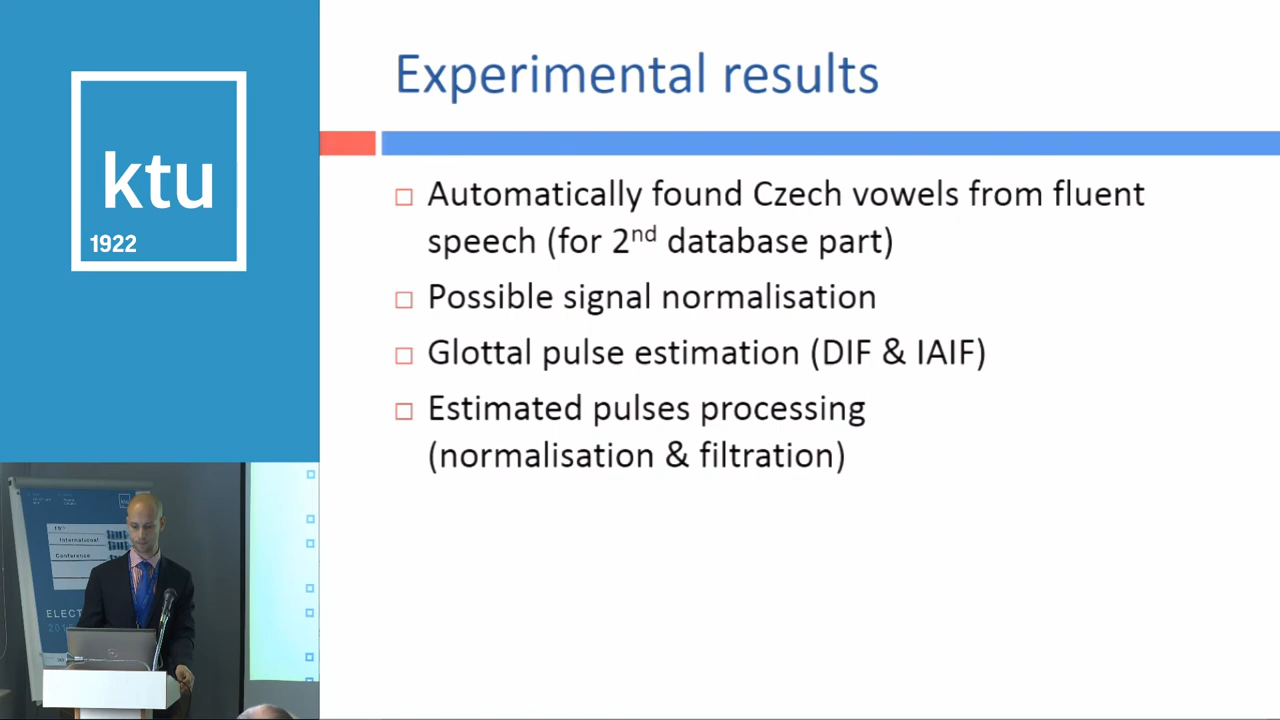 Experimental results
ktu
1922
Automatically found Czech vowels from fluent
speech (for 2nd database part)
Possible signal normalisation
Glottal pulse estimation (DIF & IAIF)
Estimated pulses processing
(normalisation & filtration)
International
Conference
ELECT